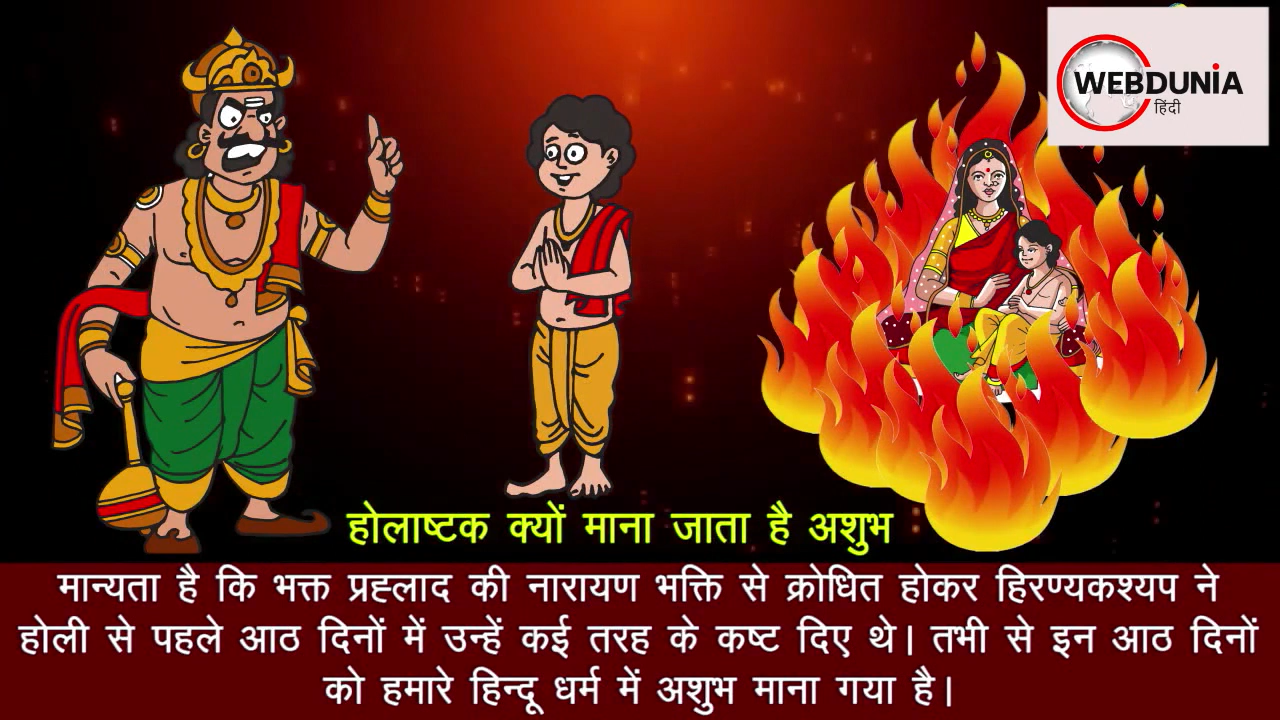 WEBDUNIA
हिंदी
होलाष्टक क्यों माना जाता है अशुभ
मान्यता है कि भक्त प्रह्लाद की नारायण भक्ति से क्रोधित होकर हिरण्यकश्यप ने
होली से पहले आठ दिनों में उन्हें कई तरह के कष्ट दिए थे। तभी से इन आठ दिनों
को हमारे हिन्दू धर्म में अशुभ माना गया है।